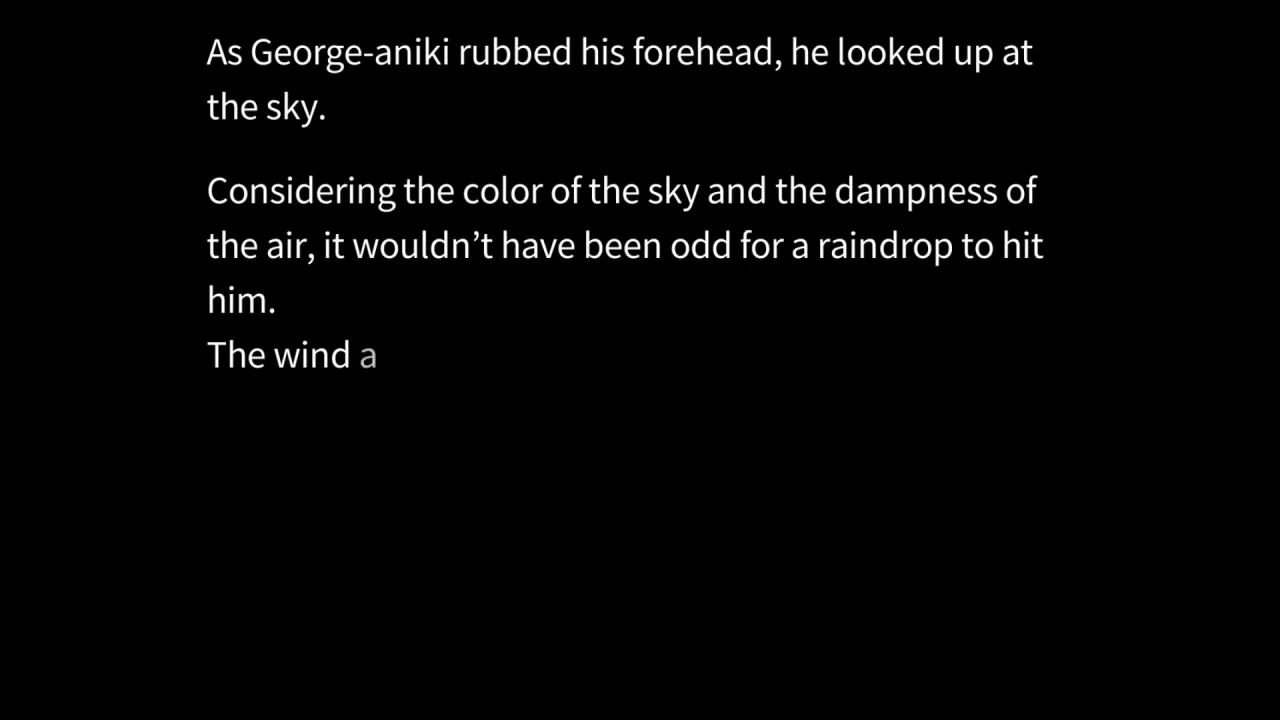 As George-aniki rubbed his forehead, he looked up at
the sky.
Considering the color of the sky and the dampness of
the air, it wouldn’t have been odd for a raindrop to hit
him.
The wind a